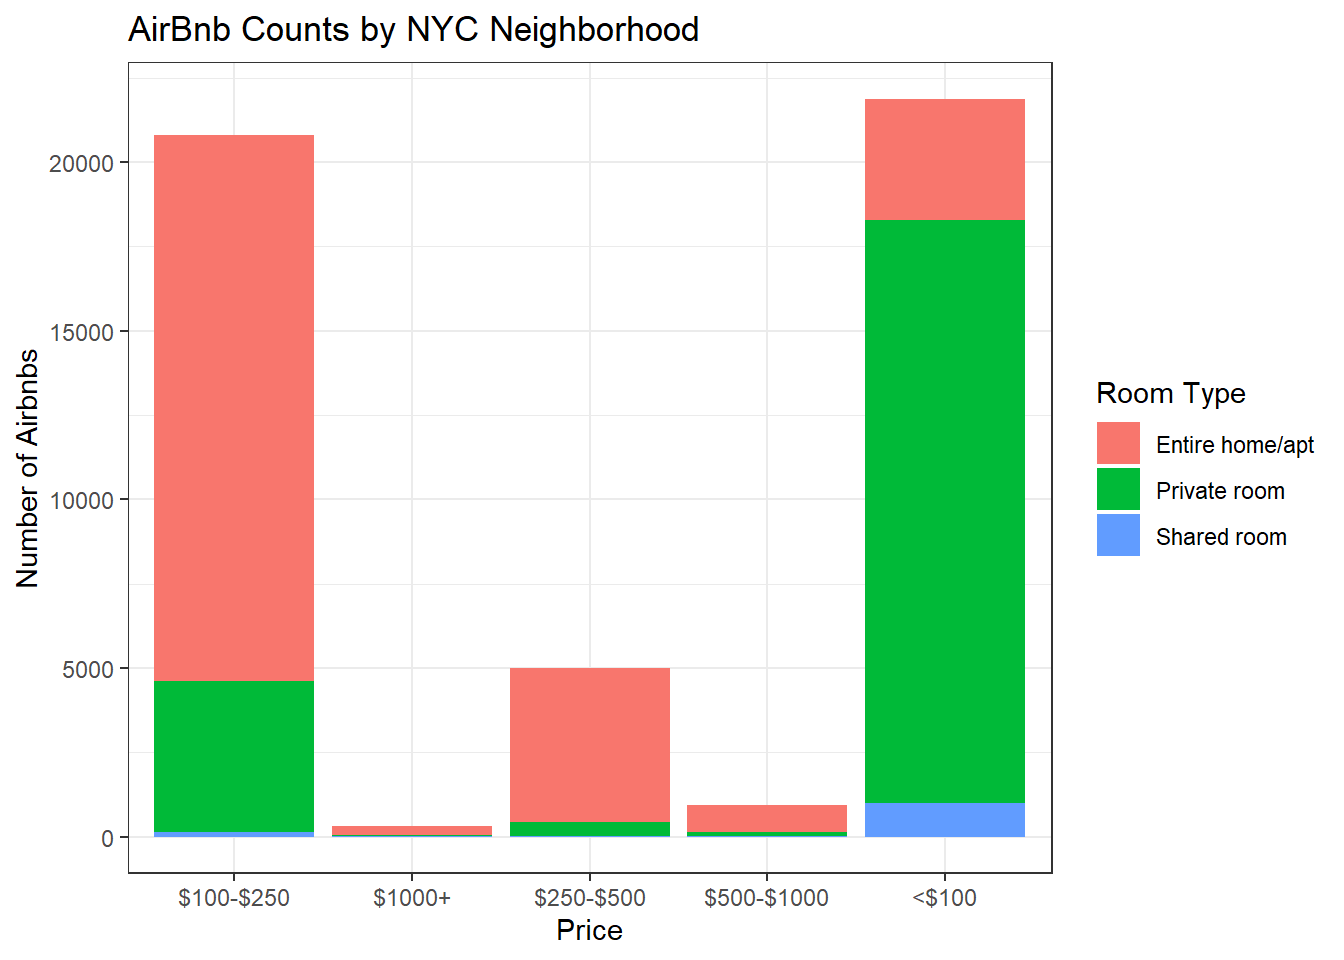 AirBnb Counts by NYC Neighborhood
Number of Airbnbs
20000
15000
10000
5000
0
$100-$250
$1000+
$250-$500
$500-$1000
<$100
Price
Room Type
Entire home/apt
Private room
Shared room